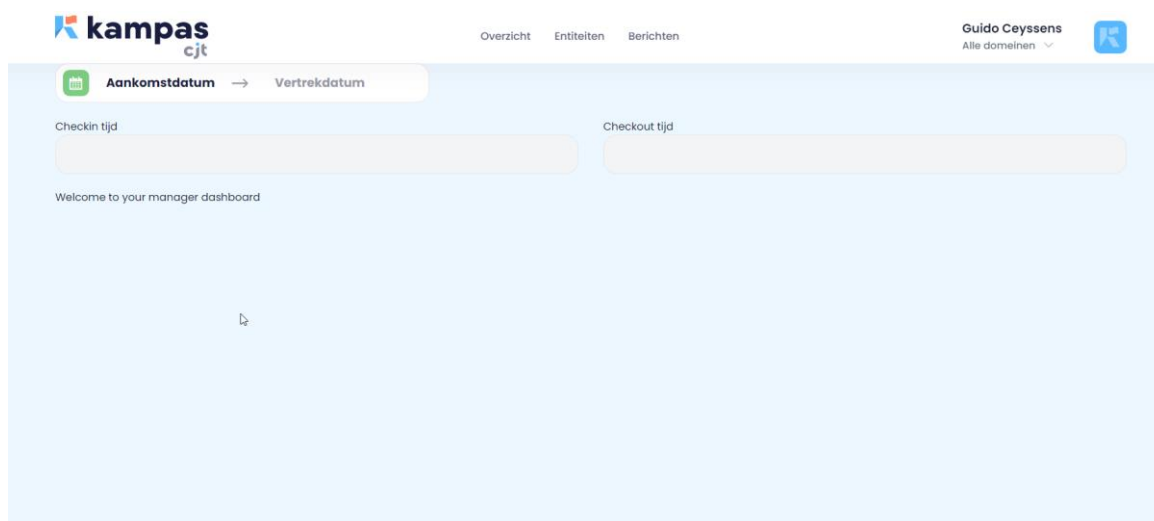 kampas
cjt
Overzicht Entiteiten Berichten
Guido Ceyssens
Alle domeinen
Aankomstdatum → Vertrekdatum
Checkin tijd Checkout tijd
Welcome to your manager dashboard